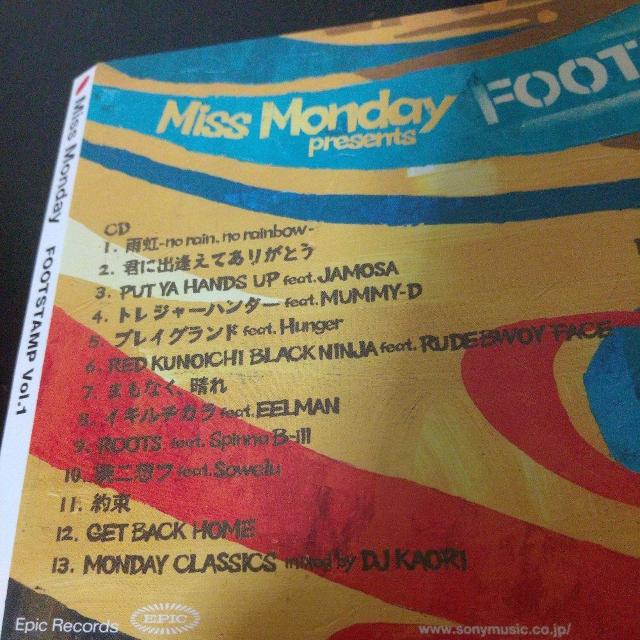 Miss Monday FOOT
presents
Miss Monday FOOTSTAMP Vol.1
CD
1. 雨虹-no rain, no rainbow-
2. 君に出逢えてありがとう
3. PUT YA HANDS UP feat. JAMOSA
4. トレジャーハンター feat. MUMMY-D
5. プレイグランド feat. Hunger
6. RED KUNOICHI BLACK NINJA feat. RUDEBWOY FACE
7. まもなく、晴れ
8. イキルチカラ feat. EELMAN
9. ROOTS feat. Spinna B-ill
10. 二想フ feat. Sowelu
11. 約束
12. GET BACK HOME
13. MONDAY CLASSICS mixed by DJ KAORI
Epic Records
EPIC
www.sonymusic.co.jp/